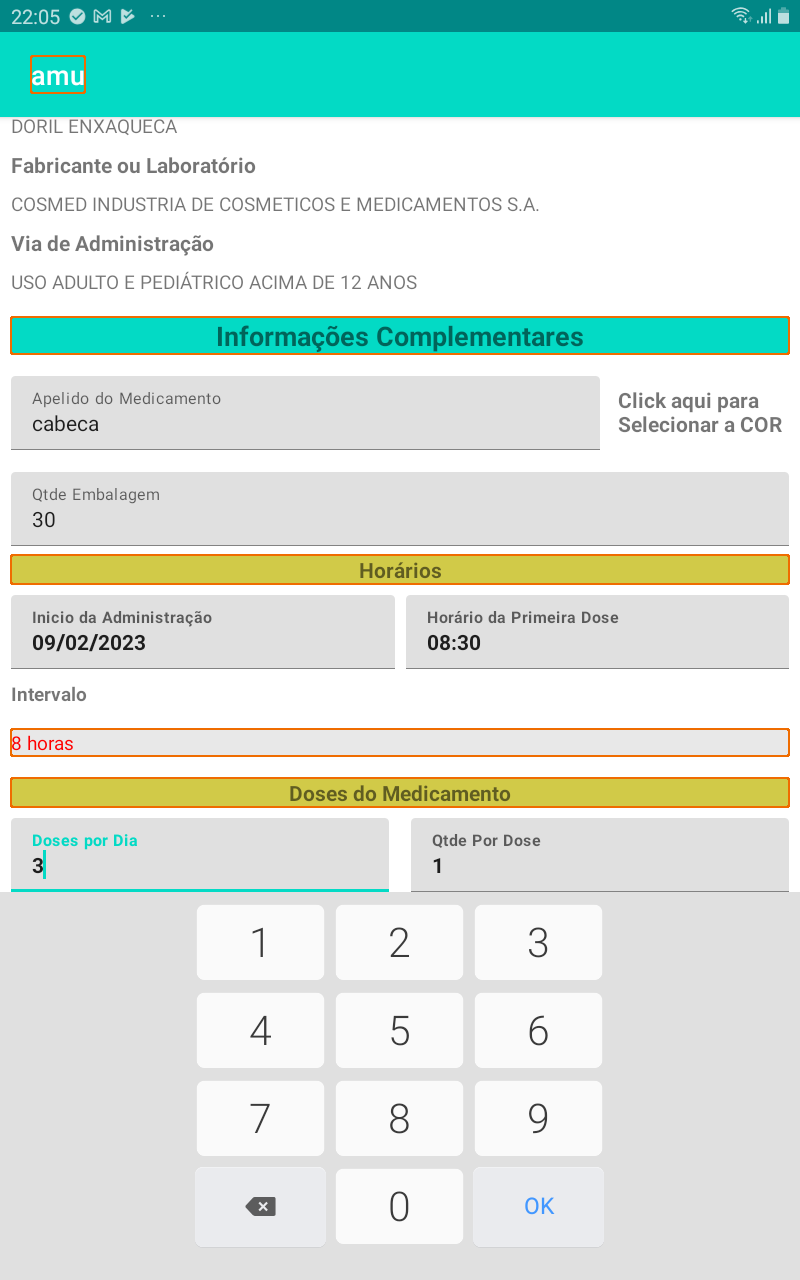 22:05
amu
DORIL ENXAQUECA
Fabricante ou Laboratório
COSMED INDUSTRIA DE COSMETICOS E MEDICAMENTOS S.A.
Via de Administração
USO ADULTO E PEDIÁTRICO ACIMA DE 12 ANOS
Informações Complementares
Apelido do Medicamento
cabeca
Click aqui para
Selecionar a COR
Qtde Embalagem
30
Horários
Inicio da Administração
09/02/2023
Horário da Primeira Dose
08:30
Intervalo
8 horas
Doses do Medicamento
Doses por Dia
3
Qtde Por Dose
1
1 2 3
4 5 6
7 8 9
0 OK